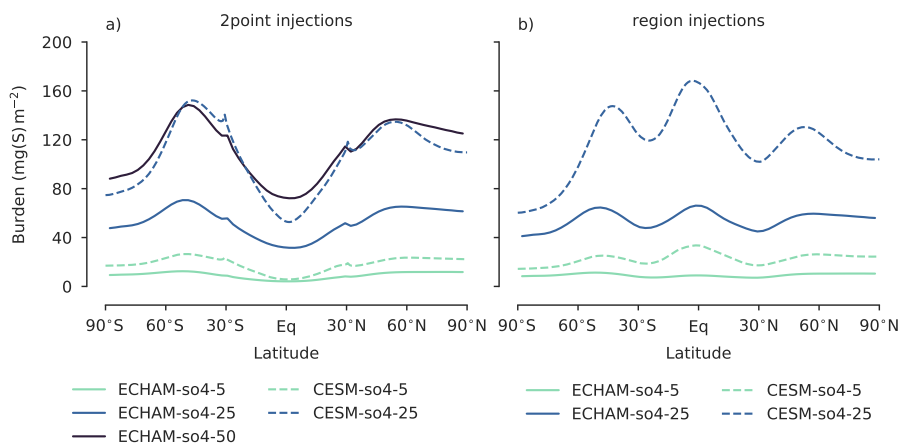 a) 2point injections
b) region injections
Burden (mg(S) m⁻²)
200
160
120
80
40
0
90°S 60°S 30°S Eq 30°N 60°N 90°N
90°S 60°S 30°S Eq 30°N 60°N 90°N
Latitude
Latitude
ECHAM-so4-5 CESM-so4-5
ECHAM-so4-25 CESM-so4-25
ECHAM-so4-50
ECHAM-so4-5 CESM-so4-5
ECHAM-so4-25 CESM-so4-25